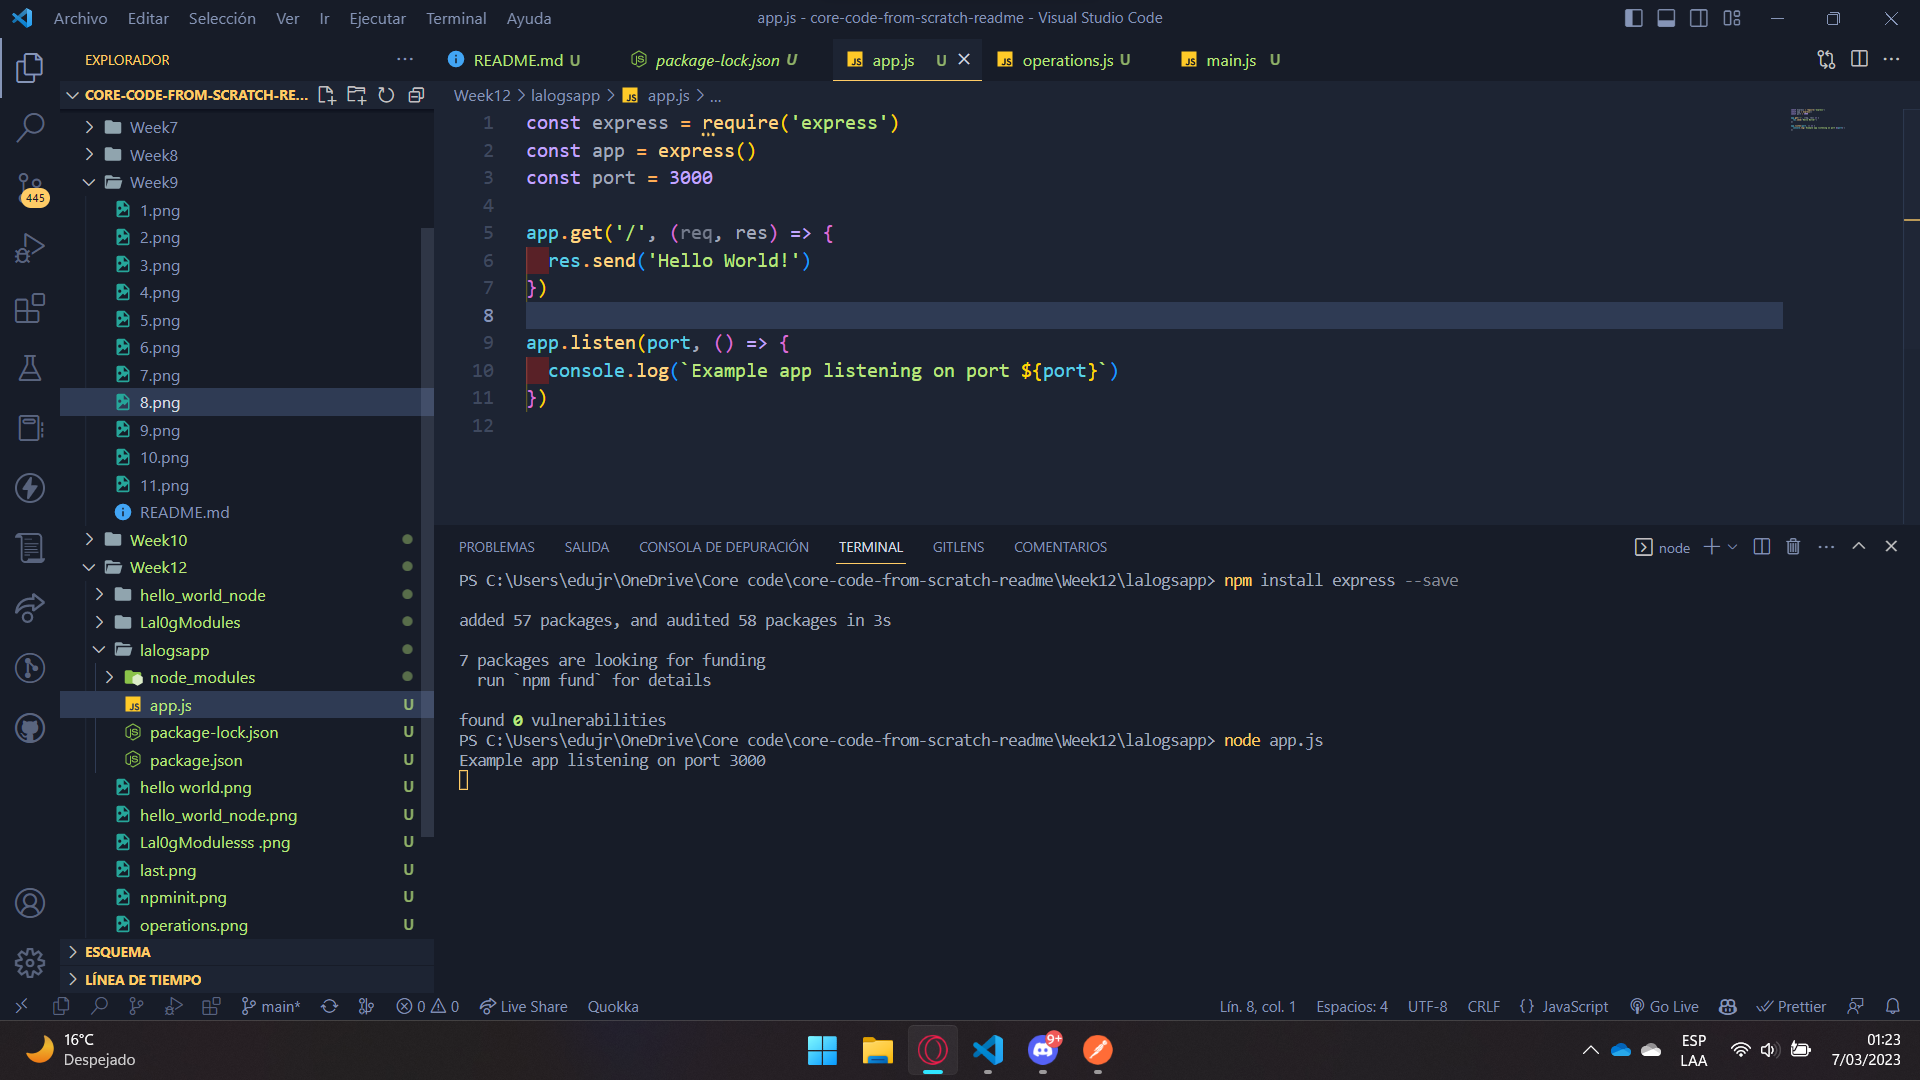 Archivo Editar Selección Ver Ir Ejecutar Terminal Ayuda
app.js - core-code-from-scratch-readme - Visual Studio Code
EXPLORADOR
CORE-CODE-FROM-SCRATCH-RE...
Week7
Week8
Week9
1.png
2.png
3.png
4.png
5.png
6.png
7.png
8.png
9.png
10.png
11.png
README.md
Week10
Week12
hello_world_node
Lal0gModules
lalogsapp
node_modules
app.js U
package-lock.json U
package.json U
hello world.png U
hello_world_node.png U
Lal0gModulesss .png U
last.png U
npminit.png U
operations.png U
ESQUEMA
LÍNEA DE TIEMPO
445
README.md U package-lock.json U app.js U operations.js U main.js U
Week12 > lalogsapp > JS app.js > ...
1 const express = require('express')
2 const app = express()
3 const port = 3000
4
5 app.get('/', (req, res) => {
6 res.send('Hello World!')
7 })
8
9 app.listen(port, () => {
10 console.log(`Example app listening on port ${port}`)
11 })
12
PROBLEMAS SALIDA CONSOLA DE DEPURACIÓN TERMINAL GITLENS COMENTARIOS
node
PS C:\Users\edujr\OneDrive\Core code\core-code-from-scratch-readme\Week12\lalogsapp> npm install express --save
added 57 packages, and audited 58 packages in 3s
7 packages are looking for funding
run `npm fund` for details
found 0 vulnerabilities
PS C:\Users\edujr\OneDrive\Core code\core-code-from-scratch-readme\Week12\lalogsapp> node app.js
Example app listening on port 3000
main* 0 0 Live Share Quokka
Lín. 8, col. 1 Espacios: 4 UTF-8 CRLF {} JavaScript Go Live Prettier
16°C
Despejado
9+
ESP
LAA
01:23
7/03/2023